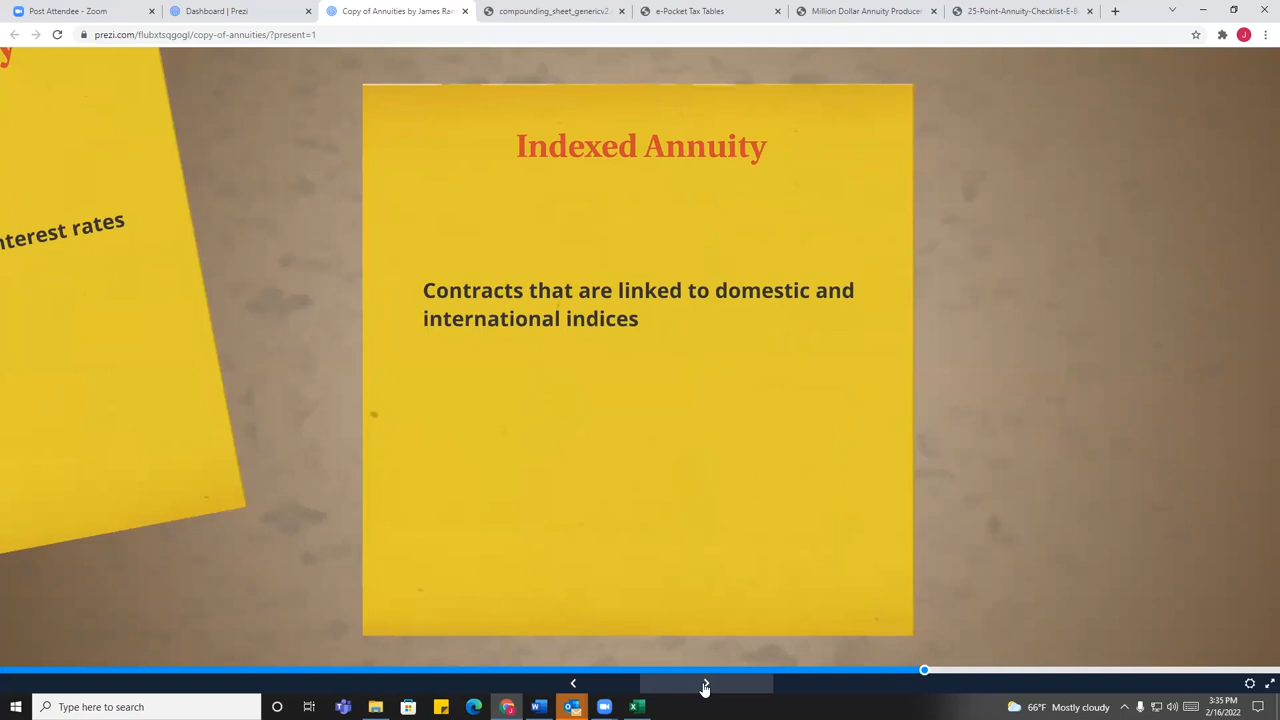 Post Attendee - Zoom
Dashboard | Prezi
Copy of Annuities by James Ran
compounding_sheet_genericv2
e-Pocket Tax Tables
Million Dollar Annuity Producer
25-Point-Annuity-Checklist-E-B
prezi.com/flubxtsqgogl/copy-of-annuities/?present=1
J
y
nterest rates
Indexed Annuity
Contracts that are linked to domestic and
international indices
Type here to search
66°F Mostly cloudy
3:35 PM
2/16/2022